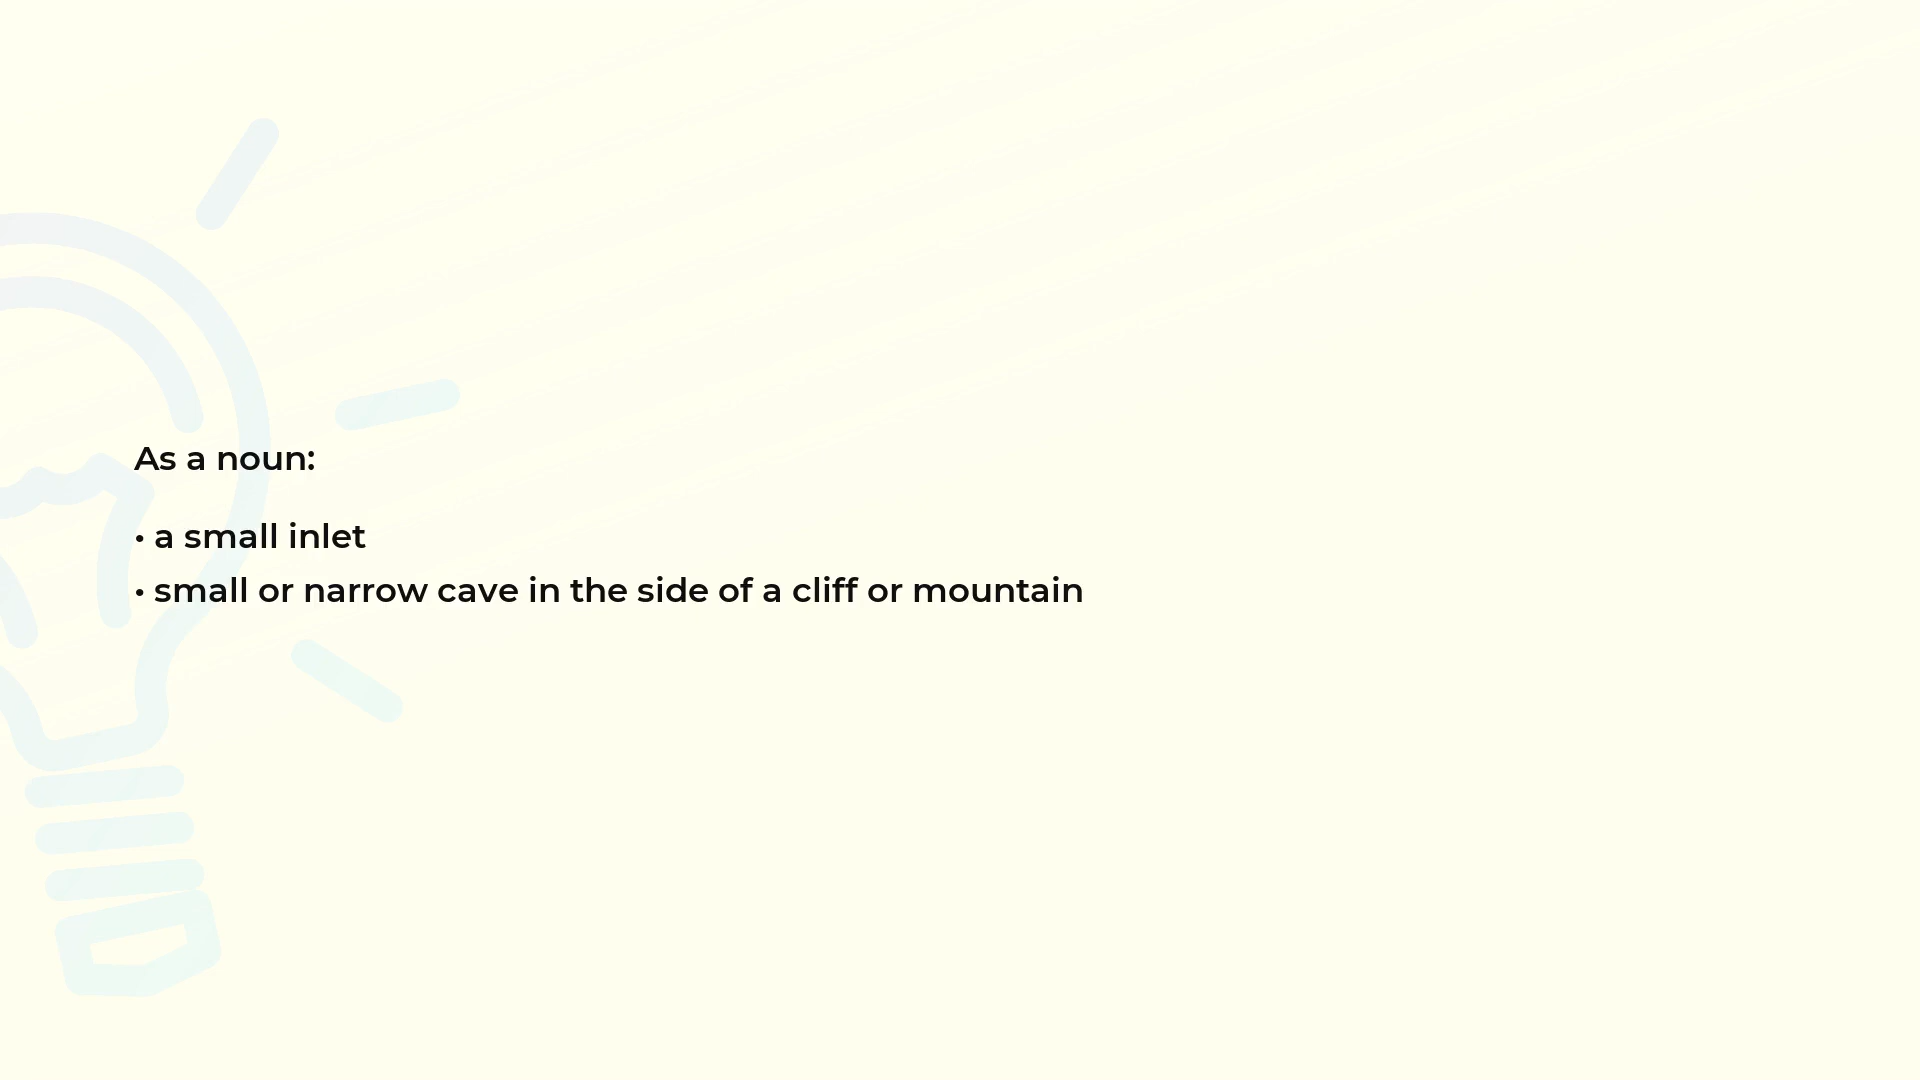 As a noun:
• a small inlet
• small or narrow cave in the side of a cliff or mountain